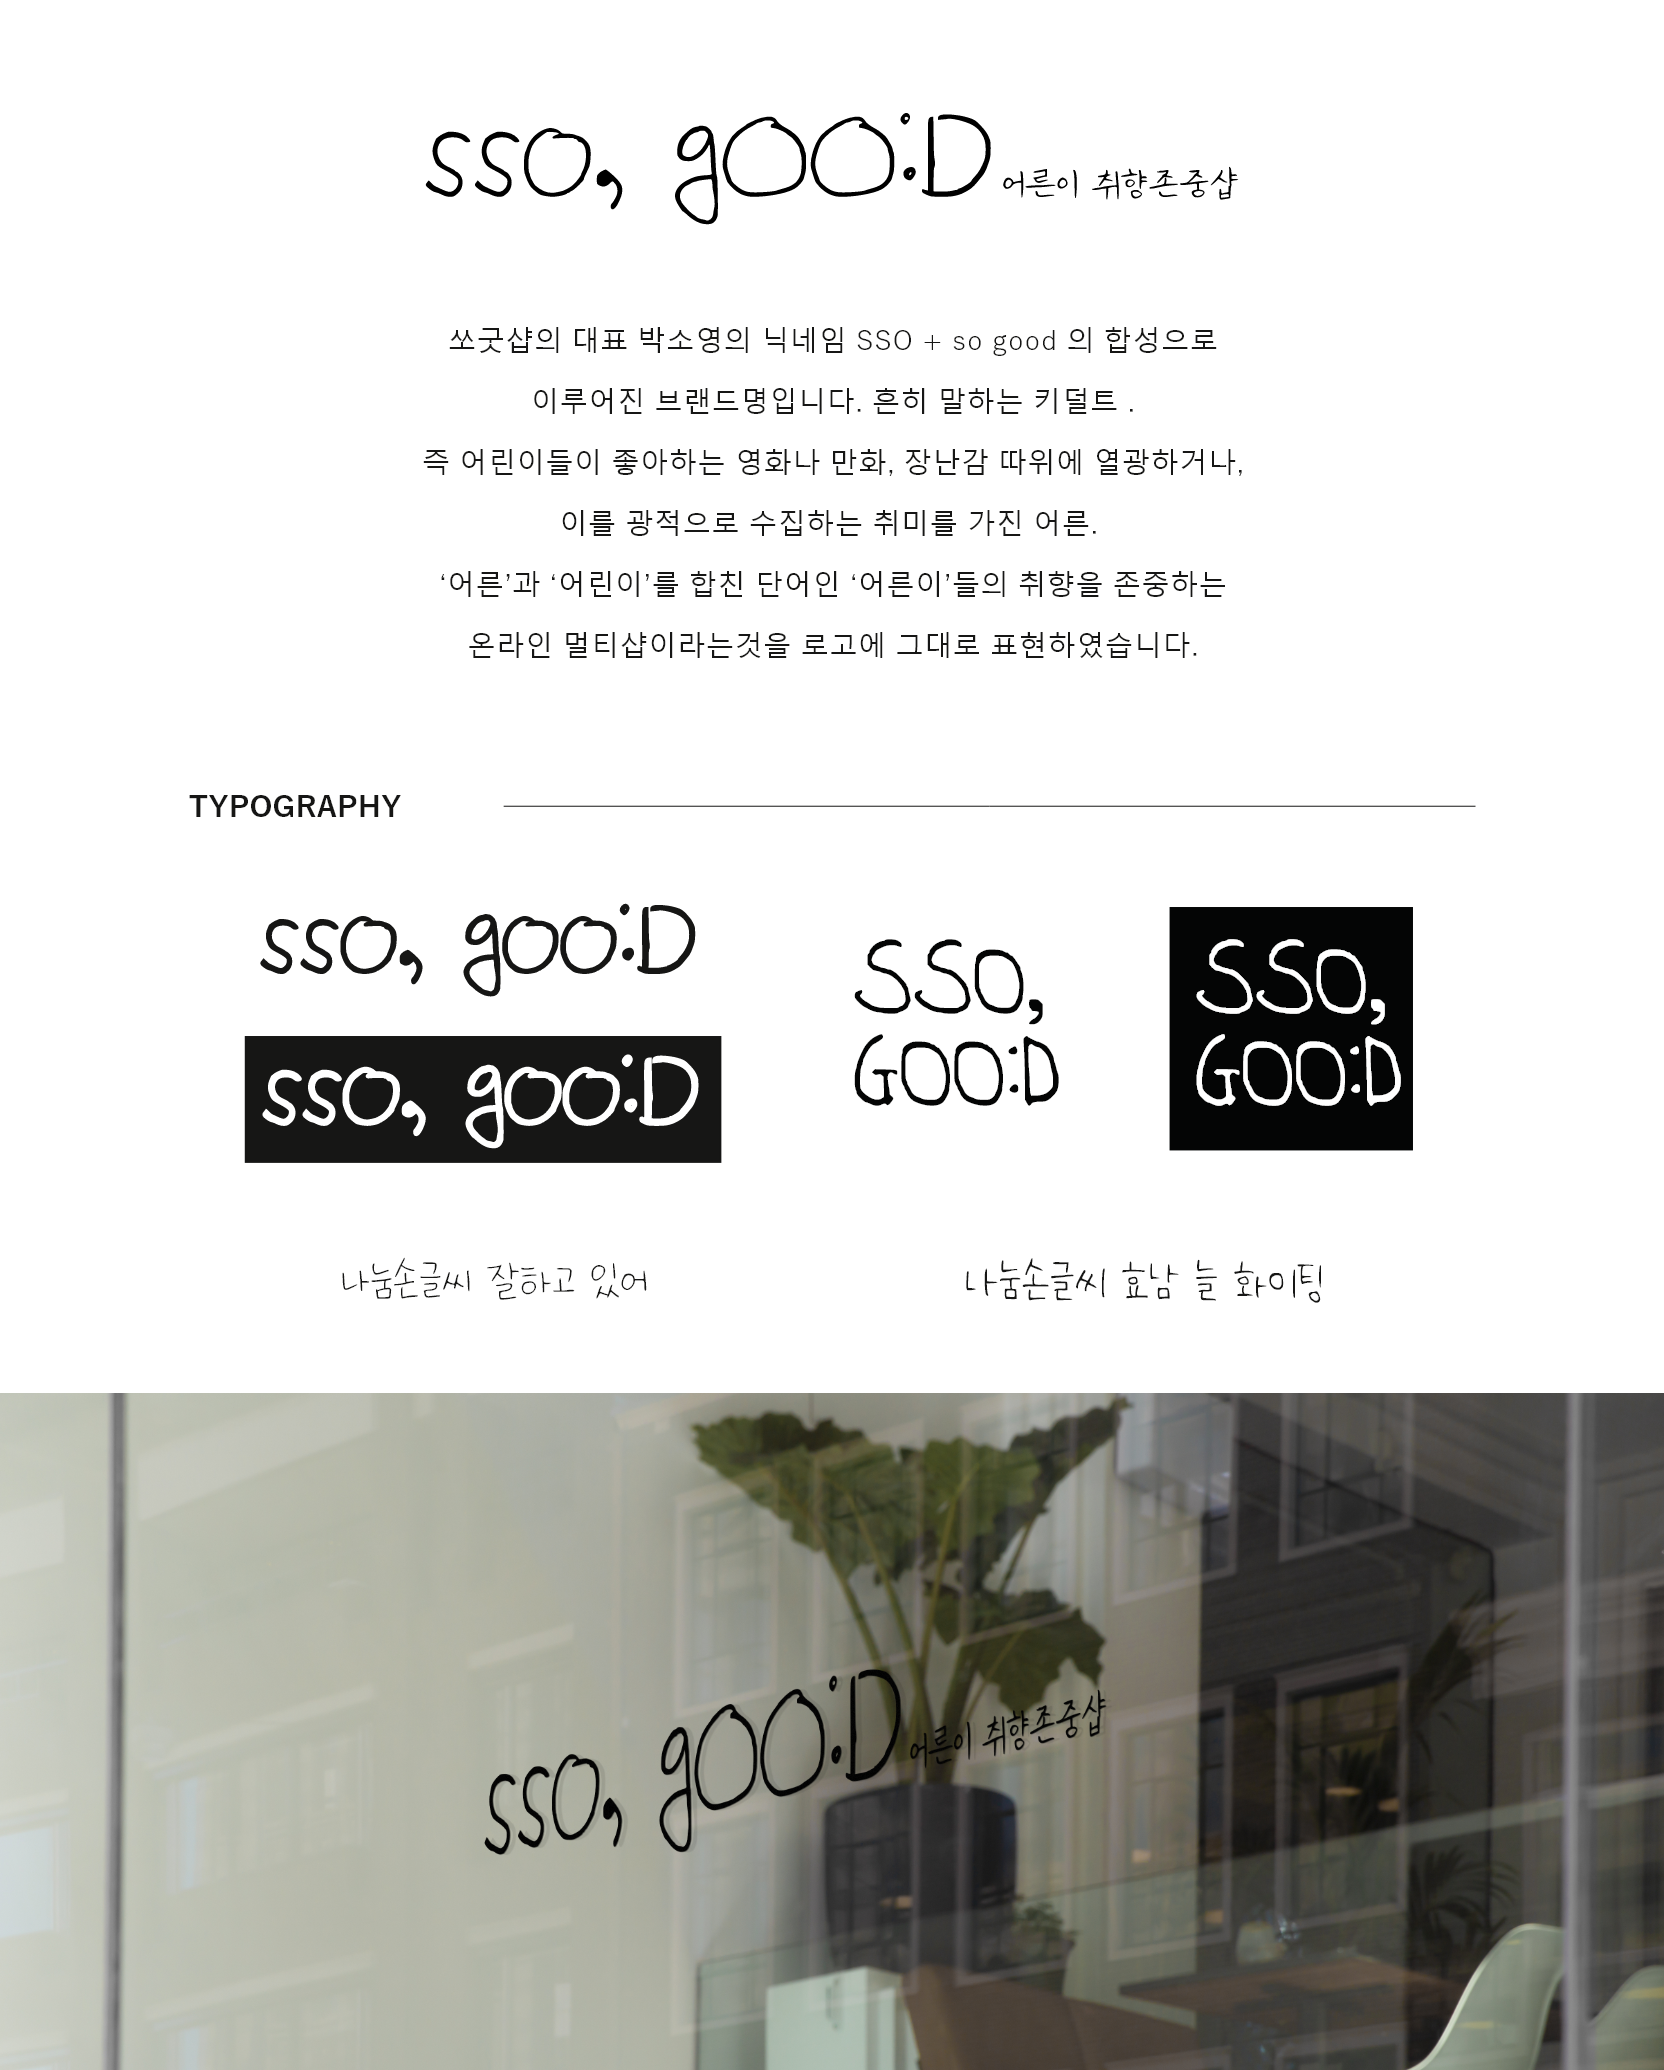 sso, goo:D 어른이 취향존중샵
쏘굿샵의 대표 박소영의 닉네임 SSO + so good 의 합성으로
이루어진 브랜드명입니다. 흔히 말하는 키덜트 .
즉 어린이들이 좋아하는 영화나 만화, 장난감 따위에 열광하거나,
이를 광적으로 수집하는 취미를 가진 어른.
‘어른’과 ‘어린이’를 합친 단어인 ‘어른이’들의 취향을 존중하는
온라인 멀티샵이라는것을 로고에 그대로 표현하였습니다.
TYPOGRAPHY
sso, goo:D
sso, goo:D
SSO,
GOO:D
SSO,
GOO:D
나눔손글씨 잘하고 있어
나눔손글씨 효남 늘 화이팅
sso, goo:D 어른이 취향존중샵